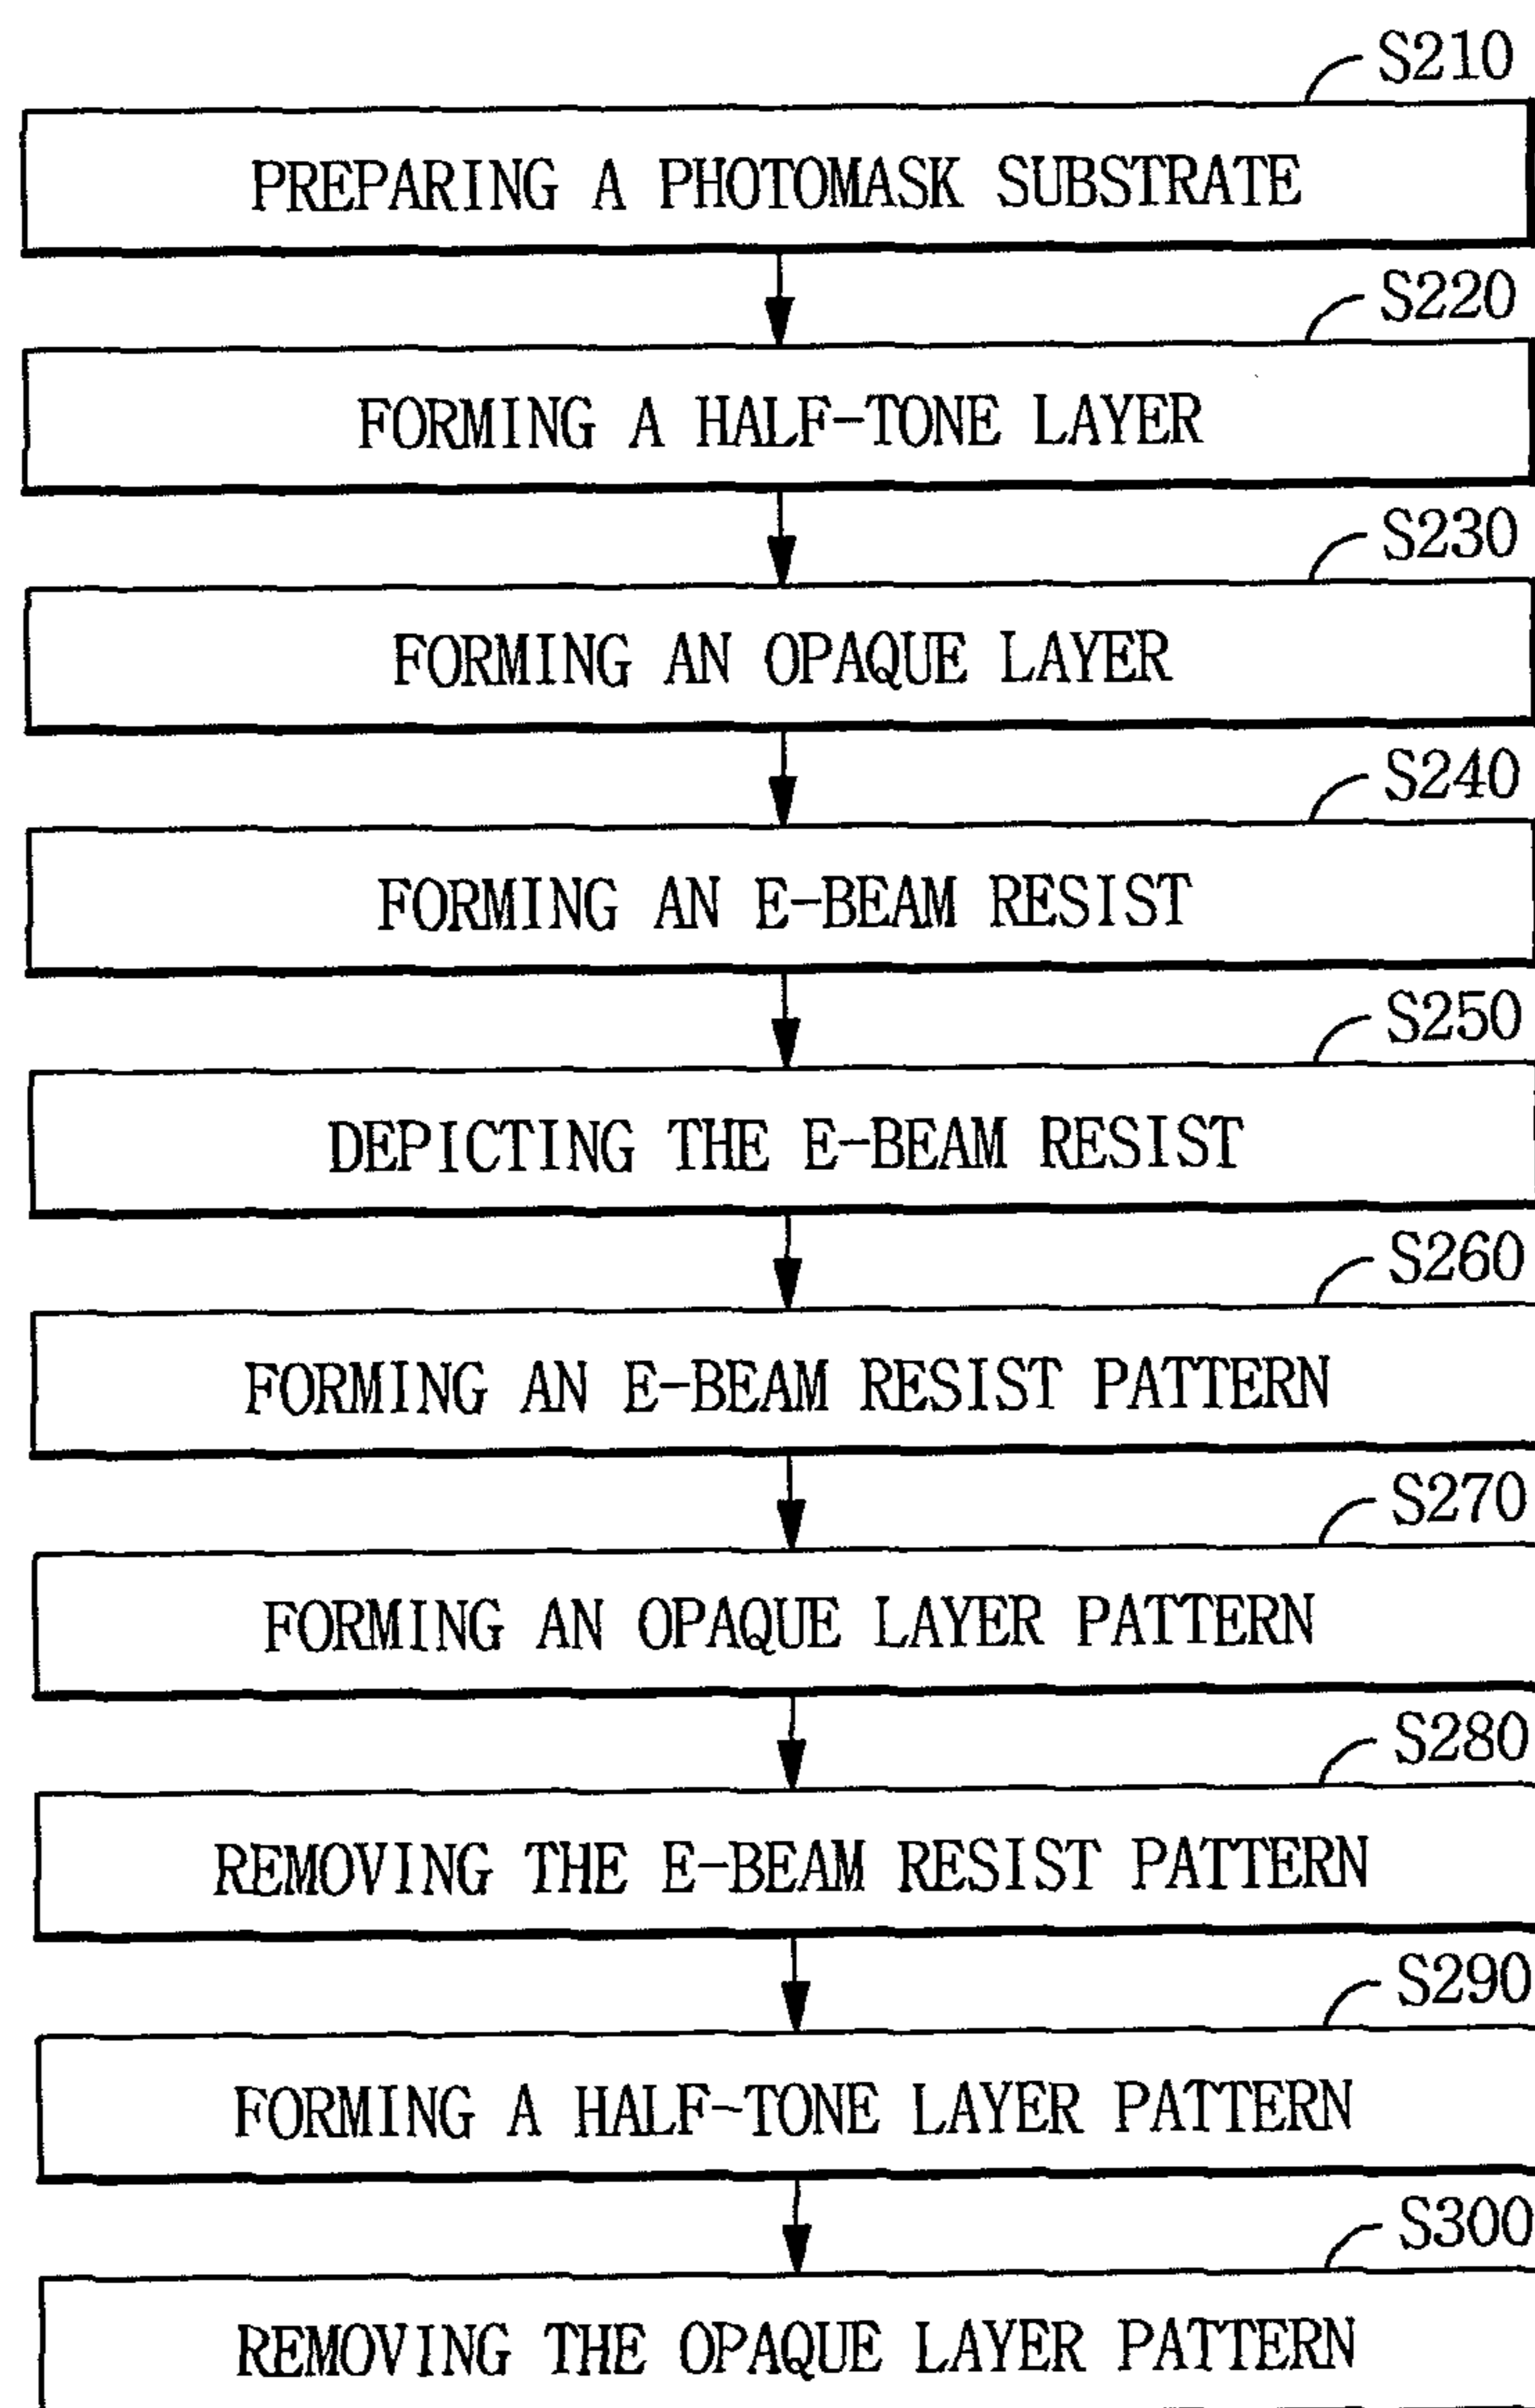 S210
PREPARING A PHOTOMASK SUBSTRATE
S220
FORMING A HALF-TONE LAYER
S230
FORMING AN OPAQUE LAYER
S240
FORMING AN E-BEAM RESIST
S250
DEPICTING THE E-BEAM RESIST
S260
FORMING AN E-BEAM RESIST PATTERN
S270
FORMING AN OPAQUE LAYER PATTERN
S280
REMOVING THE E-BEAM RESIST PATTERN
S290
FORMING A HALF-TONE LAYER PATTERN
S300
REMOVING THE OPAQUE LAYER PATTERN